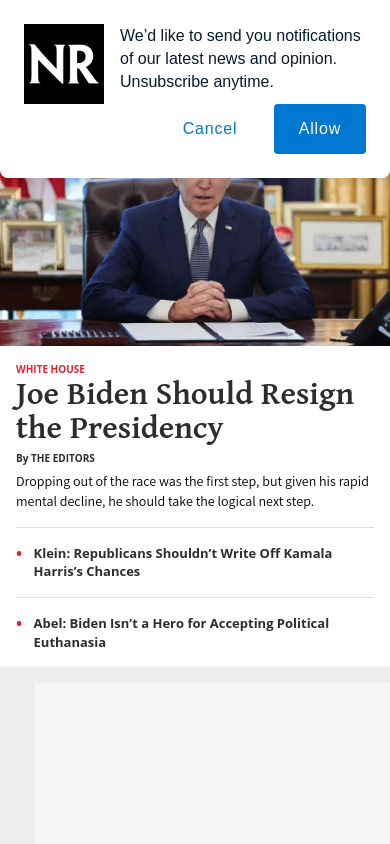 NR
We'd like to send you notifications
of our latest news and opinion.
Unsubscribe anytime.
Cancel
Allow
WHITE HOUSE
Joe Biden Should Resign
the Presidency
By THE EDITORS
Dropping out of the race was the first step, but given his rapid
mental decline, he should take the logical next step.
• Klein: Republicans Shouldn’t Write Off Kamala
Harris’s Chances
• Abel: Biden Isn’t a Hero for Accepting Political
Euthanasia